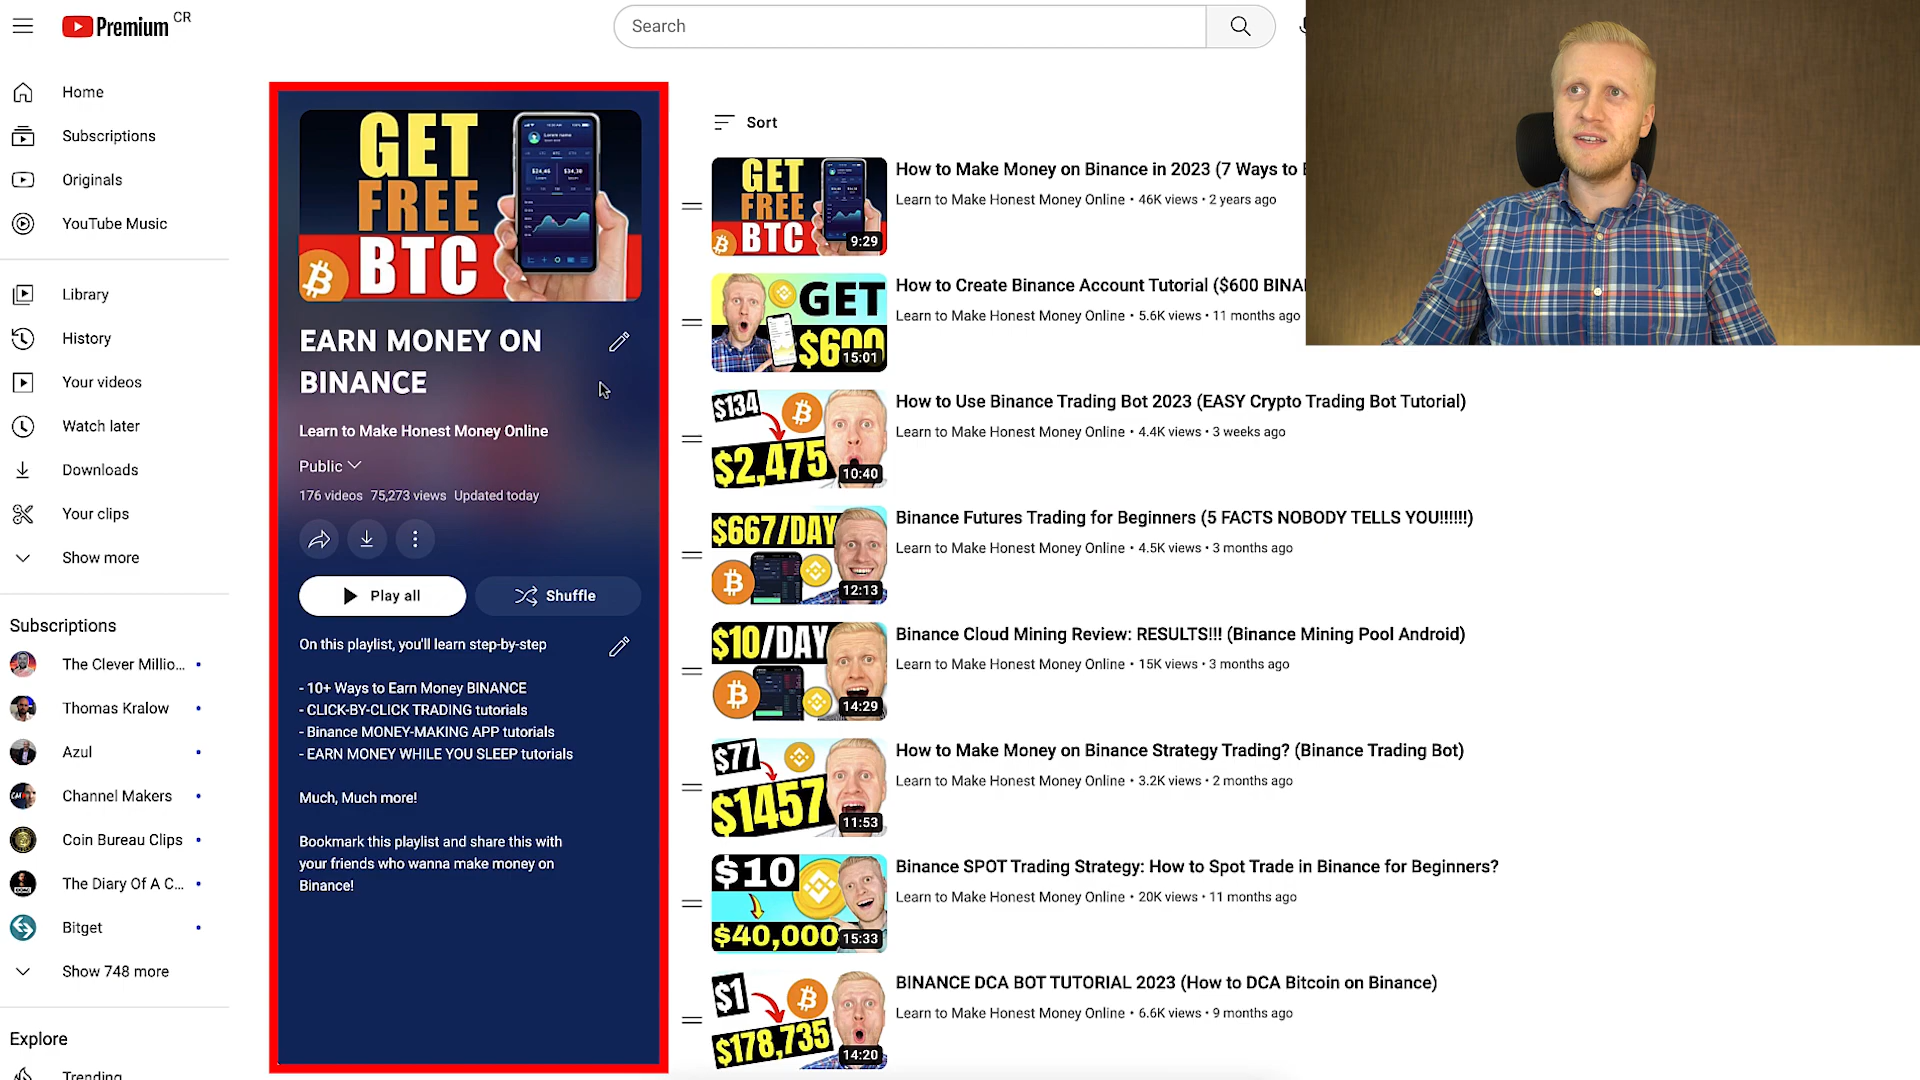 Premium CR
Search
Home
Subscriptions
Originals
YouTube Music
Library
History
Your videos
Watch later
Downloads
Your clips
Show more
Subscriptions
The Clever Millio...
Thomas Kralow
Azul
Channel Makers
Coin Bureau Clips
The Diary Of A C...
Bitget
Show 748 more
Explore
Trending
GET
FREE
BTC
EARN MONEY ON
BINANCE
Learn to Make Honest Money Online
Public
176 videos 75,273 views Updated today
Play all
Shuffle
On this playlist, you'll learn step-by-step
- 10+ Ways to Earn Money BINANCE
- CLICK-BY-CLICK TRADING tutorials
- Binance MONEY-MAKING APP tutorials
- EARN MONEY WHILE YOU SLEEP tutorials
Much, Much more!
Bookmark this playlist and share this with
your friends who wanna make money on
Binance!
Sort
GET
FREE
BTC
9:29
How to Make Money on Binance in 2023 (7 Ways to
Learn to Make Honest Money Online • 46K views • 2 years ago
GET
$600
15:01
How to Create Binance Account Tutorial ($600 BINA
Learn to Make Honest Money Online • 5.6K views • 11 months ago
$134
$2,475
10:40
How to Use Binance Trading Bot 2023 (EASY Crypto Trading Bot Tutorial)
Learn to Make Honest Money Online • 4.4K views • 3 weeks ago
$667/DAY
12:13
Binance Futures Trading for Beginners (5 FACTS NOBODY TELLS YOU!!!!!!)
Learn to Make Honest Money Online • 4.5K views • 3 months ago
$10/DAY
14:29
Binance Cloud Mining Review: RESULTS!!! (Binance Mining Pool Android)
Learn to Make Honest Money Online • 15K views • 3 months ago
$77
$1457
11:53
How to Make Money on Binance Strategy Trading? (Binance Trading Bot)
Learn to Make Honest Money Online • 3.2K views • 2 months ago
$10
$40,000
15:33
Binance SPOT Trading Strategy: How to Spot Trade in Binance for Beginners?
Learn to Make Honest Money Online • 20K views • 11 months ago
$1
$178,735
14:20
BINANCE DCA BOT TUTORIAL 2023 (How to DCA Bitcoin on Binance)
Learn to Make Honest Money Online • 6.6K views • 9 months ago